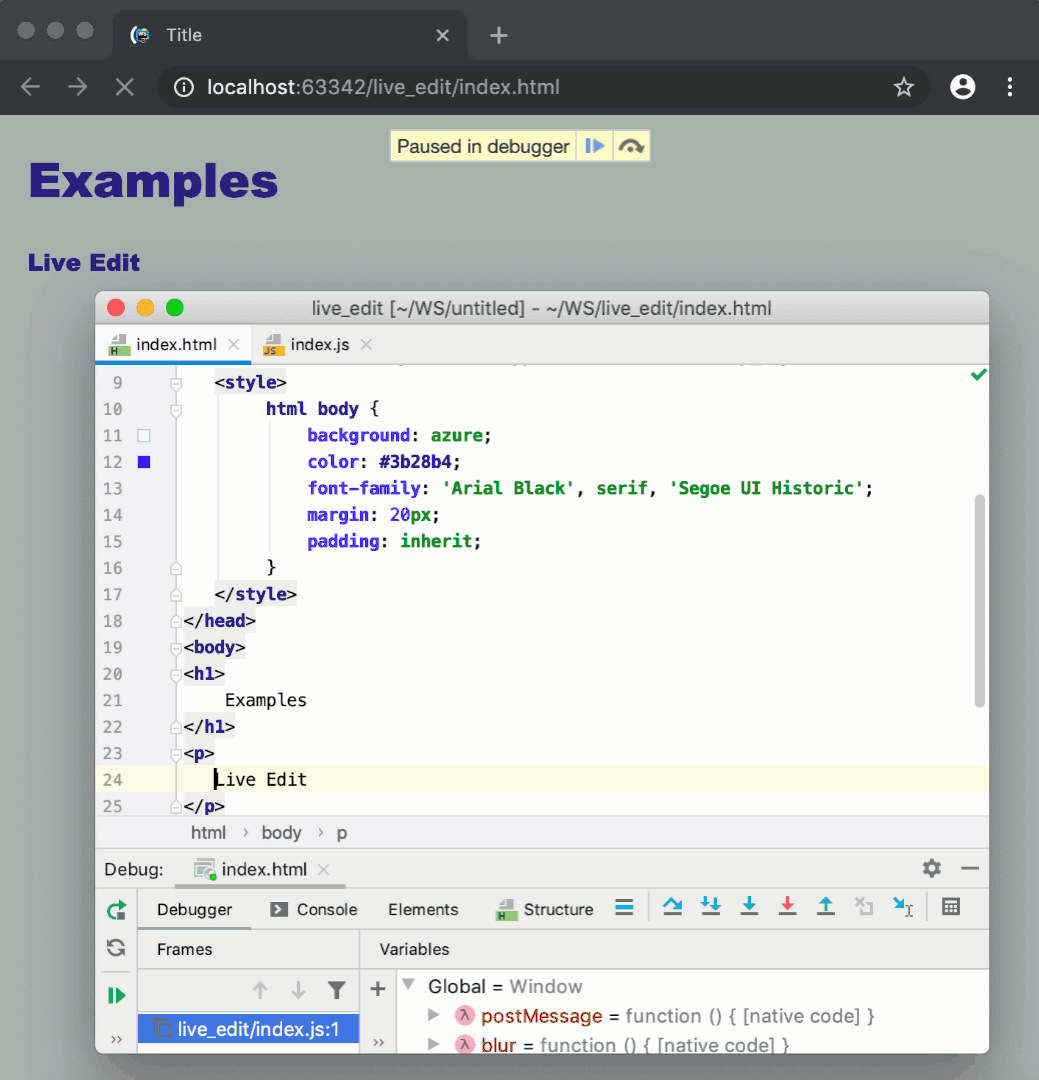 Title
localhost:63342/live_edit/index.html
Paused in debugger
Examples
Live Edit
live_edit [~/WS/untitled] - ~/WS/live_edit/index.html
index.html
index.js
9 <style>
10 html body {
11 background: azure;
12 color: #3b28b4;
13 font-family: 'Arial Black', serif, 'Segoe UI Historic';
14 margin: 20px;
15 padding: inherit;
16 }
17 </style>
18 </head>
19 <body>
20 <h1>
21 Examples
22 </h1>
23 <p>
24 Live Edit
25 </p>
html › body › p
Debug: index.html
Debugger Console Elements Structure
Frames Variables
Global = Window
postMessage = function () { [native code] }
live_edit/index.js:1
blur = function () { [native code] }